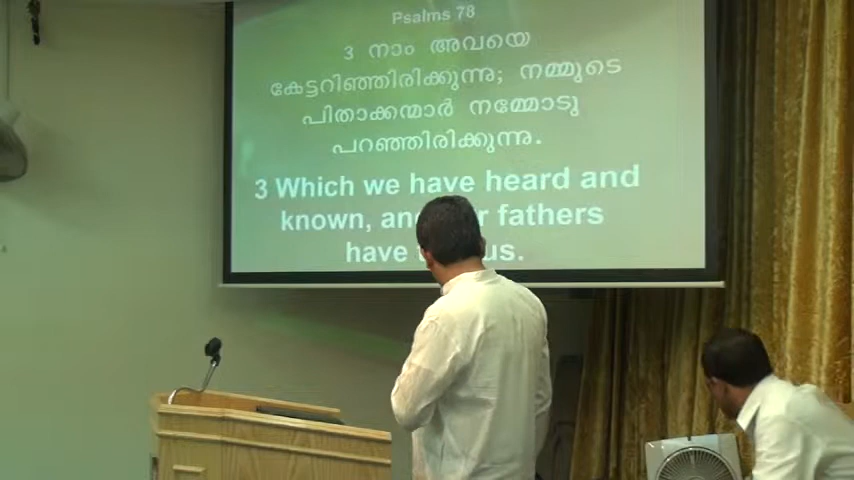 Psalms 78
3 നാം അവയെ
കേട്ടറിഞ്ഞിരിക്കുന്നു; നമ്മുടെ
പിതാക്കന്മാർ നമ്മോടു
പറഞ്ഞിരിക്കുന്നു.
3 Which we have heard and
known, fathers
have us.